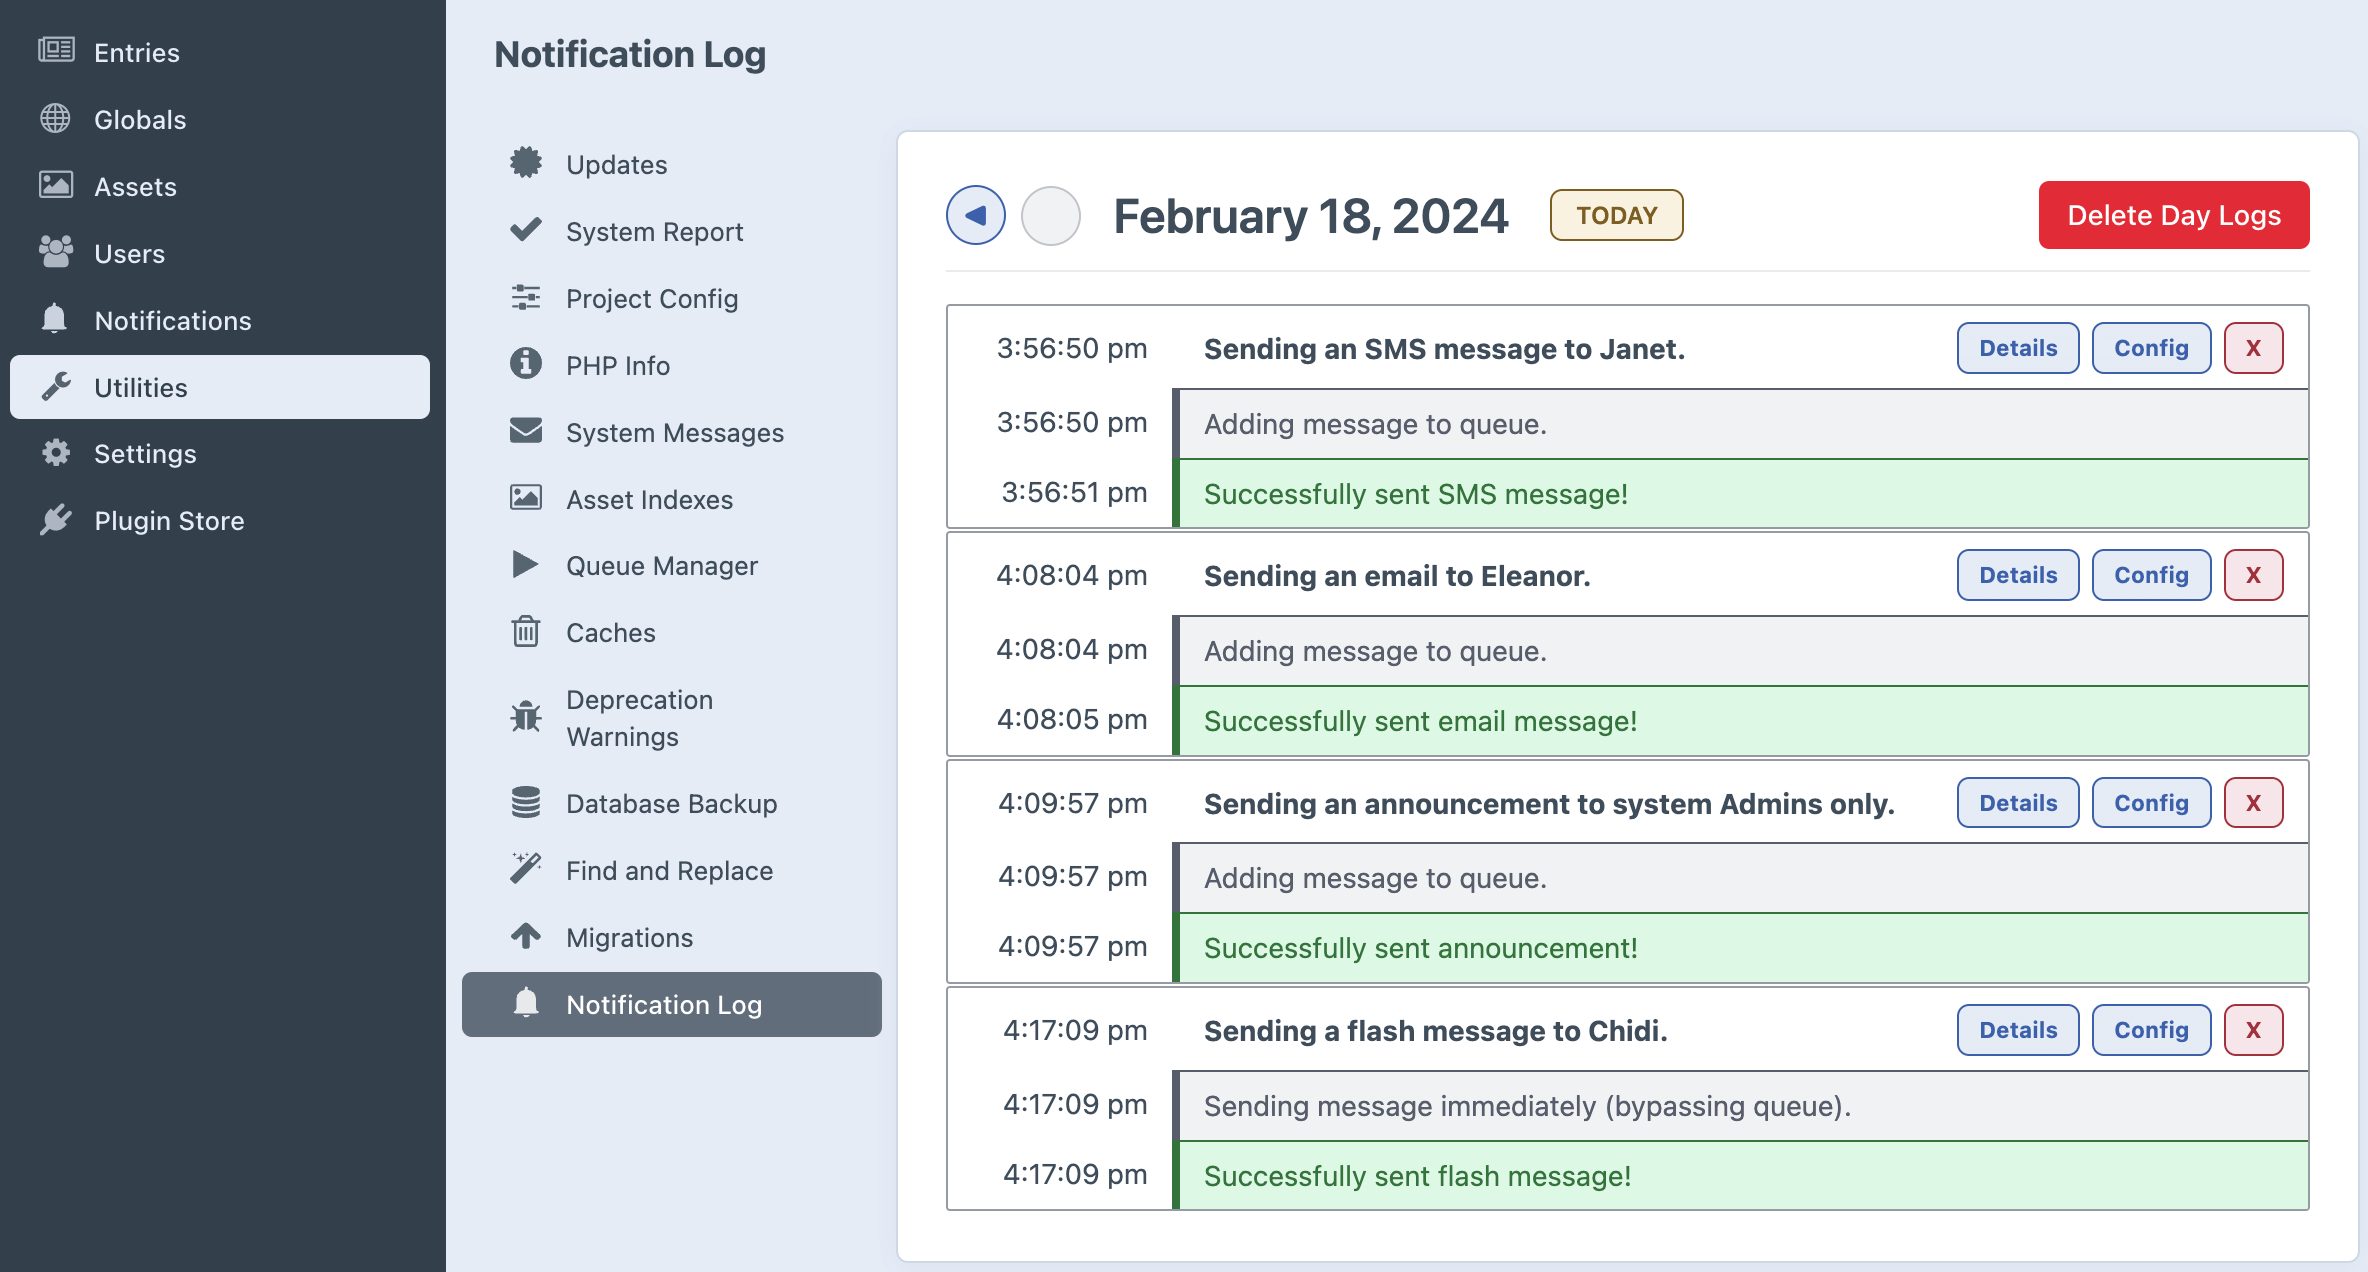 Entries
Globals
Assets
Users
Notifications
Utilities
Settings
Plugin Store
Notification Log
Updates
System Report
Project Config
PHP Info
System Messages
Asset Indexes
Queue Manager
Caches
Deprecation
Warnings
Database Backup
Find and Replace
Migrations
Notification Log
February 18, 2024 TODAY Delete Day Logs
3:56:50 pm Sending an SMS message to Janet. Details Config X
3:56:50 pm Adding message to queue.
3:56:51 pm Successfully sent SMS message!
4:08:04 pm Sending an email to Eleanor. Details Config X
4:08:04 pm Adding message to queue.
4:08:05 pm Successfully sent email message!
4:09:57 pm Sending an announcement to system Admins only. Details Config X
4:09:57 pm Adding message to queue.
4:09:57 pm Successfully sent announcement!
4:17:09 pm Sending a flash message to Chidi. Details Config X
4:17:09 pm Sending message immediately (bypassing queue).
4:17:09 pm Successfully sent flash message!